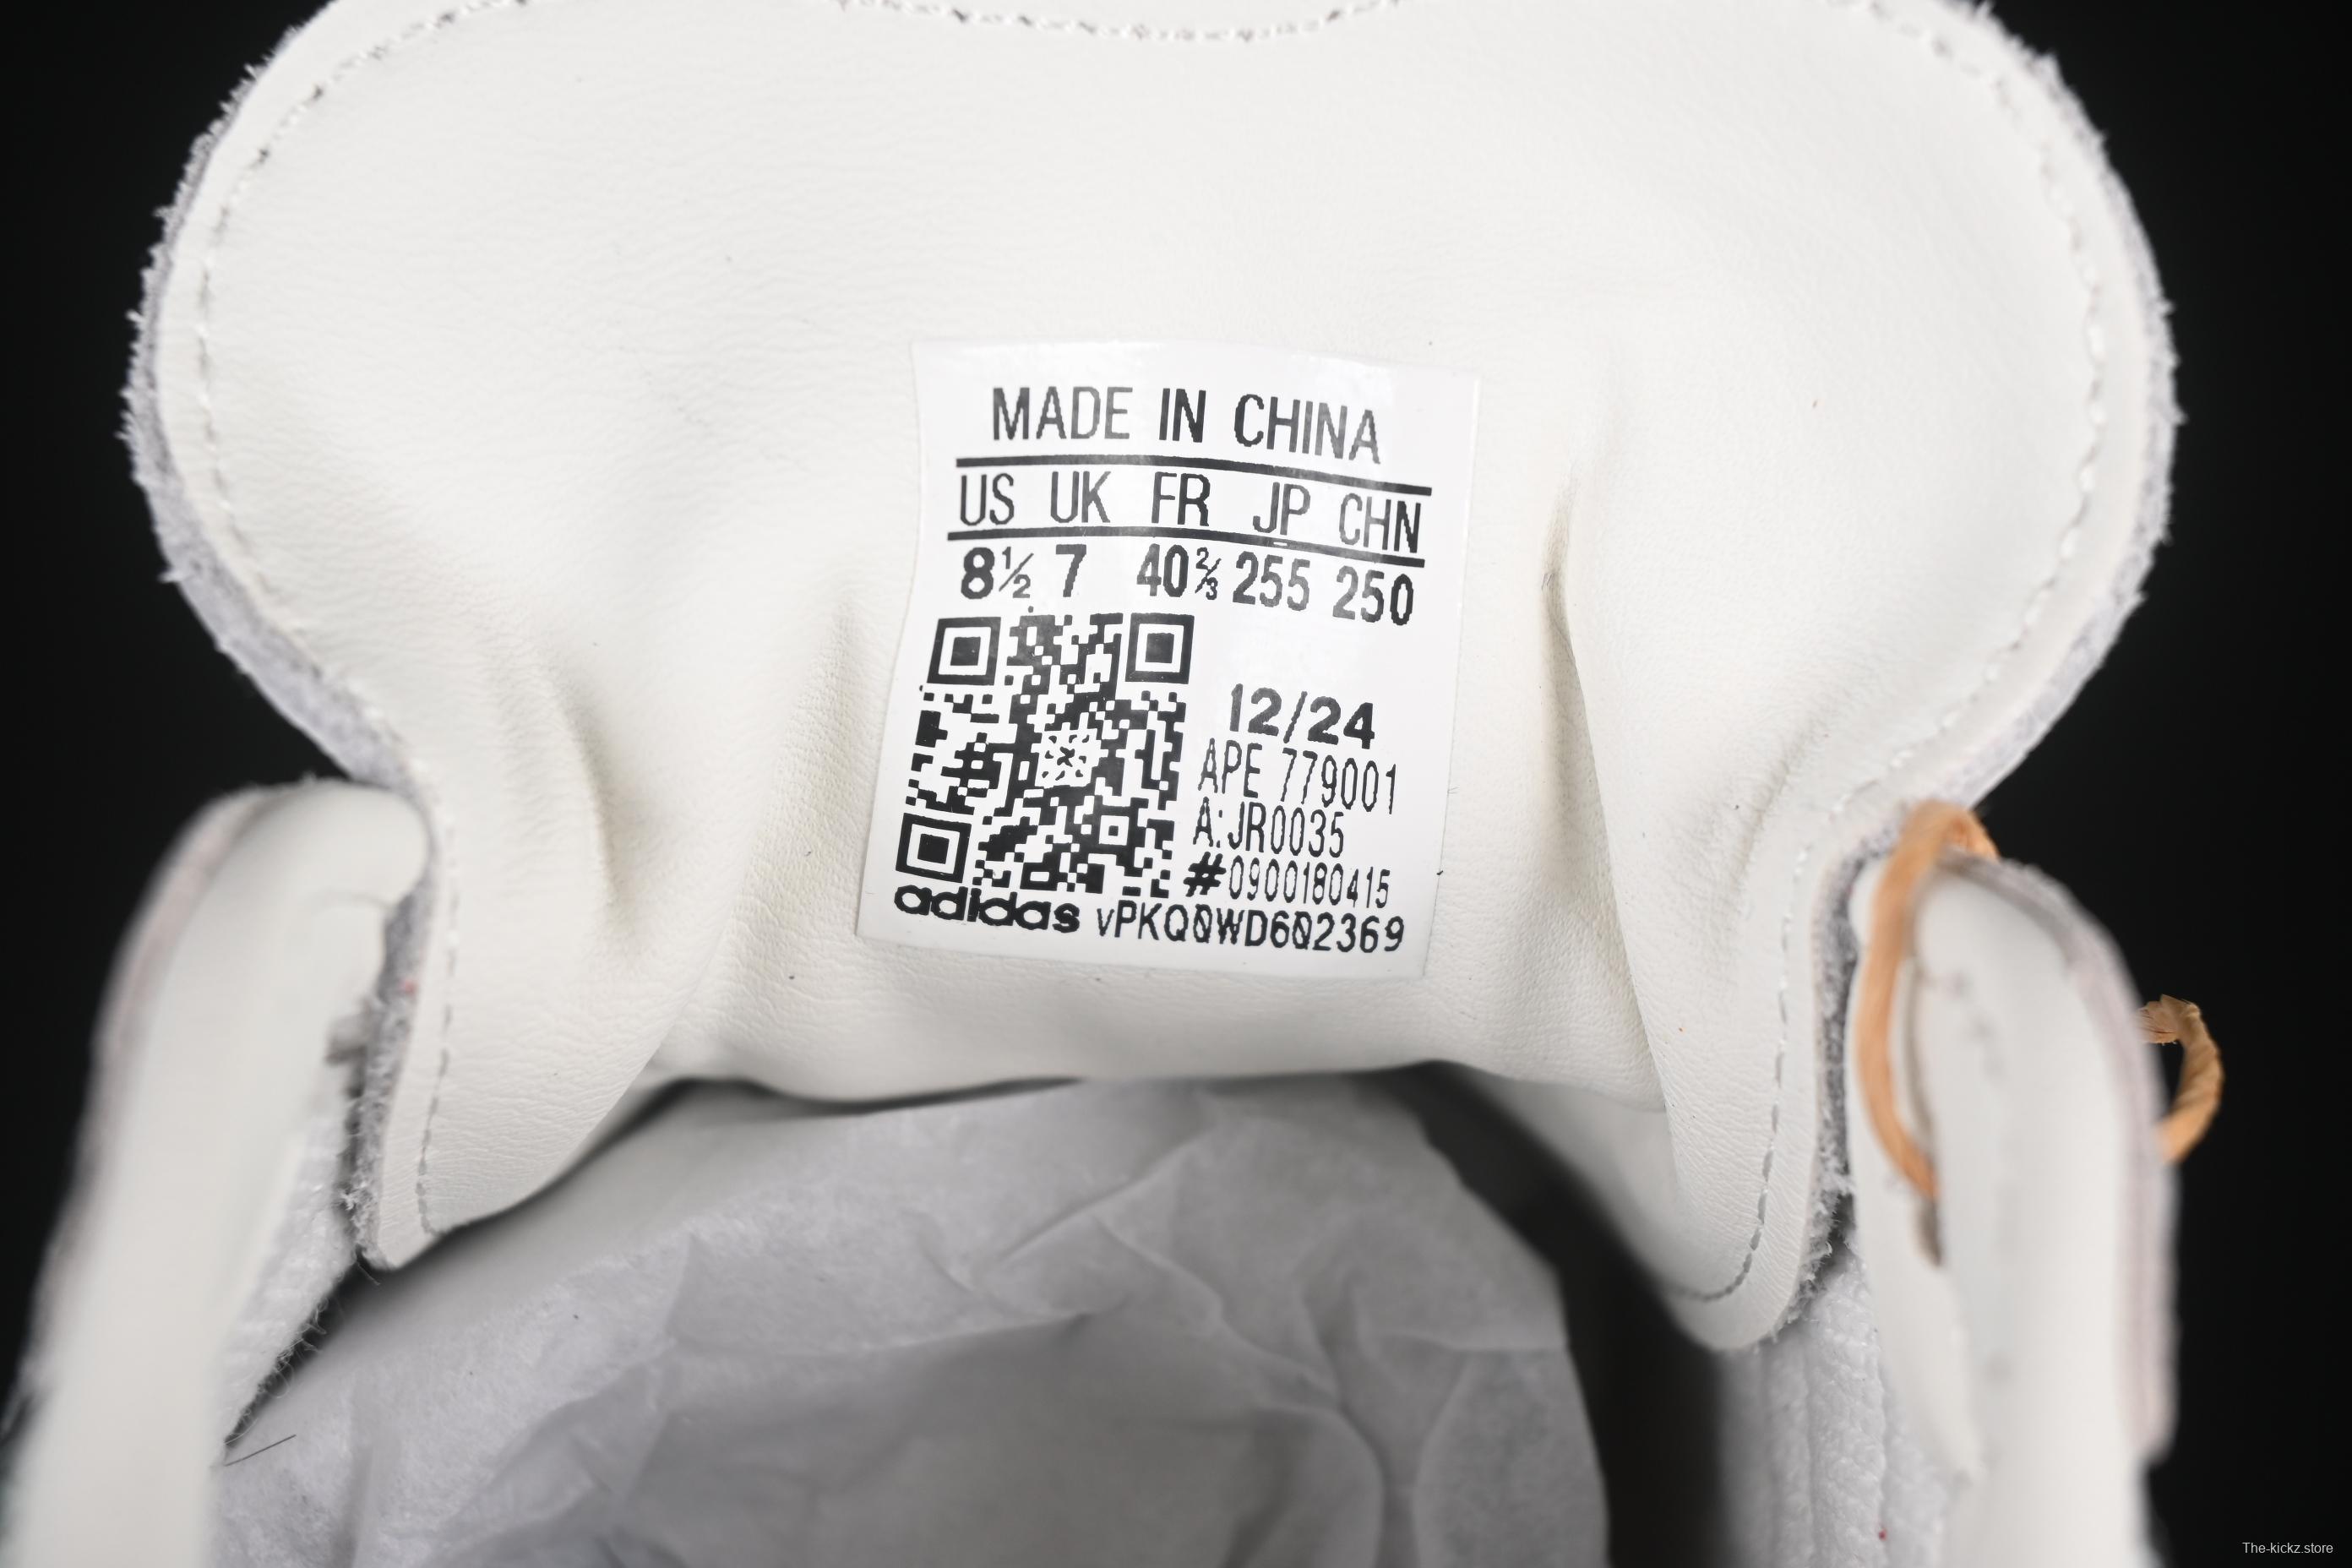 MADE IN CHINA
US UK FR JP CHN
8½ 7 40⅔ 255 250
12/24
APE 779001
A:JR0035
#0900180415
adidas vPKQ0WD602369
The-kickz.store